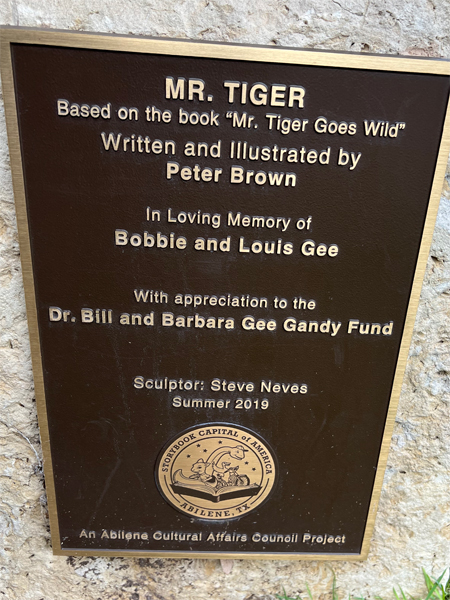 MR. TIGER
Based on the book “Mr. Tiger Goes Wild”
Written and Illustrated by
Peter Brown
In Loving Memory of
Bobbie and Louis Gee
With appreciation to the
Dr. Bill and Barbara Gee Gandy Fund
Sculptor: Steve Neves
Summer 2019
STORYBOOK CAPITAL of AMERICA
ABILENE, TX
An Abilene Cultural Affairs Council Project